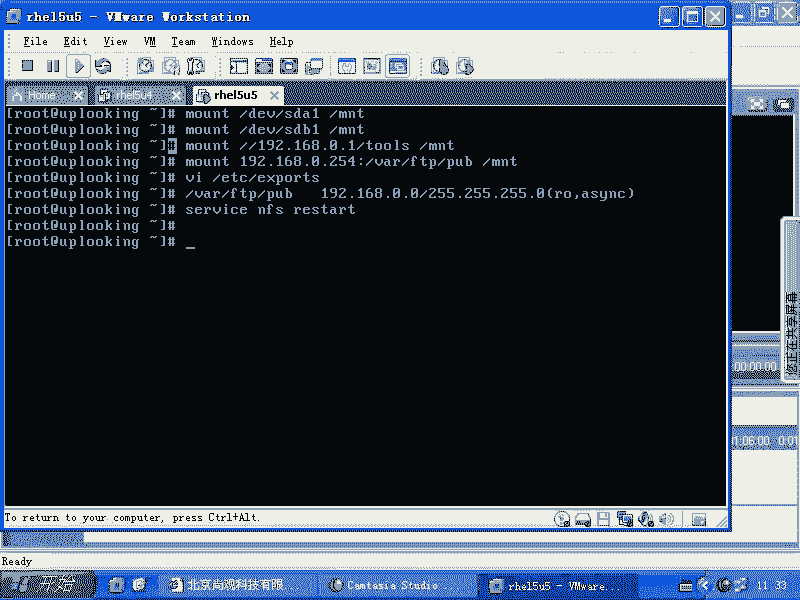 rhel5u5 - VMware Workstation
File Edit View VM Team Windows Help
Home rhel5u4 rhel5u5
[root@uplooking ~]# mount /dev/sda1 /mnt
[root@uplooking ~]# mount /dev/sdb1 /mnt
[root@uplooking ~]# mount //192.168.0.1/tools /mnt
[root@uplooking ~]# mount 192.168.0.254:/var/ftp/pub /mnt
[root@uplooking ~]# vi /etc/exports
[root@uplooking ~]# /var/ftp/pub   192.168.0.0/255.255.255.0(ro,async)
[root@uplooking ~]# service nfs restart
[root@uplooking ~]#
[root@uplooking ~]# _
您正在共享屏幕
00:00:00
1:06:00 0:01
To return to your computer, press Ctrl+Alt.
Ready
开始 北京尚观科技有限... Camtasia Studio rhel5u5 - VMware... 11:33